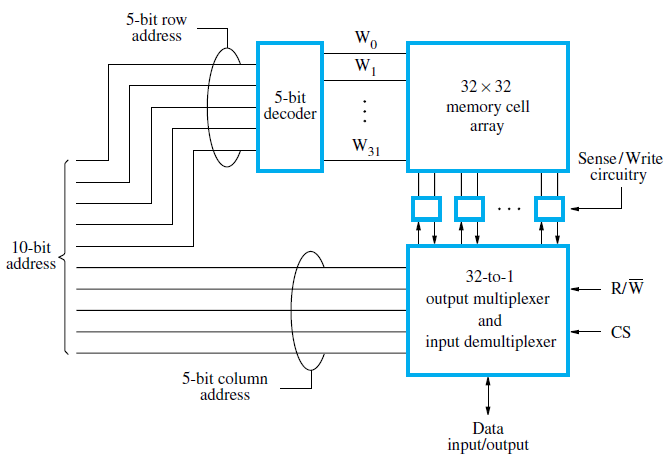 5-bit row
address
W₀
W₁
5-bit
decoder
32 × 32
memory cell
array
W₃₁
Sense/Write
circuitry
10-bit
address
32-to-1
output multiplexer
and
input demultiplexer
R/W̅
CS
5-bit column
address
Data
input/output